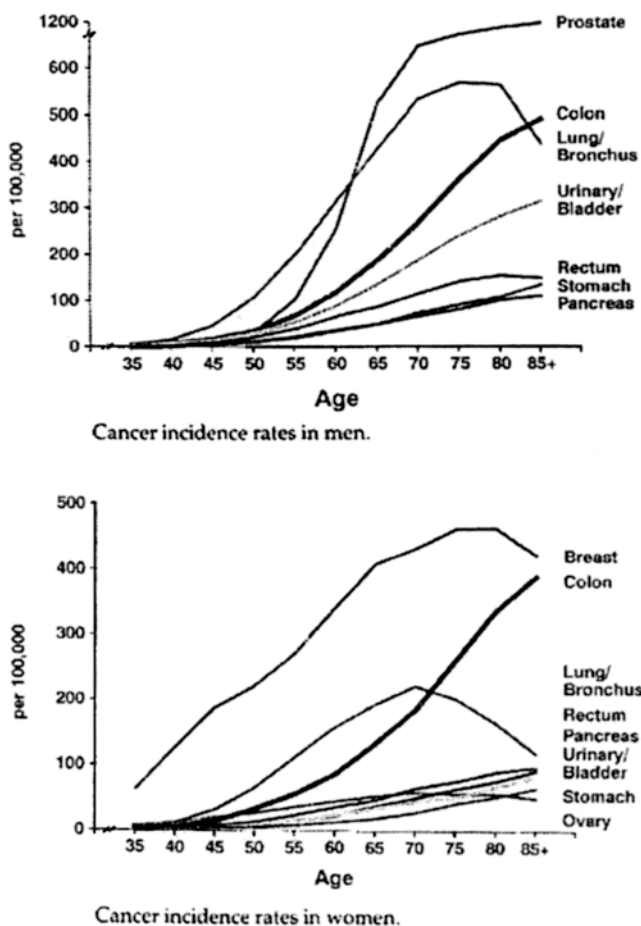 1200
600
500
400
300
200
100
0
per 100,000
Prostate
Colon
Lung/
Bronchus
Urinary/
Bladder
Rectum
Stomach
Pancreas
35 40 45 50 55 60 65 70 75 80 85+
Age
Cancer incidence rates in men.
500
400
300
200
100
0
per 100,000
Breast
Colon
Lung/
Bronchus
Rectum
Pancreas
Urinary/
Bladder
Stomach
Ovary
35 40 45 50 55 60 65 70 75 80 85+
Age
Cancer incidence rates in women.